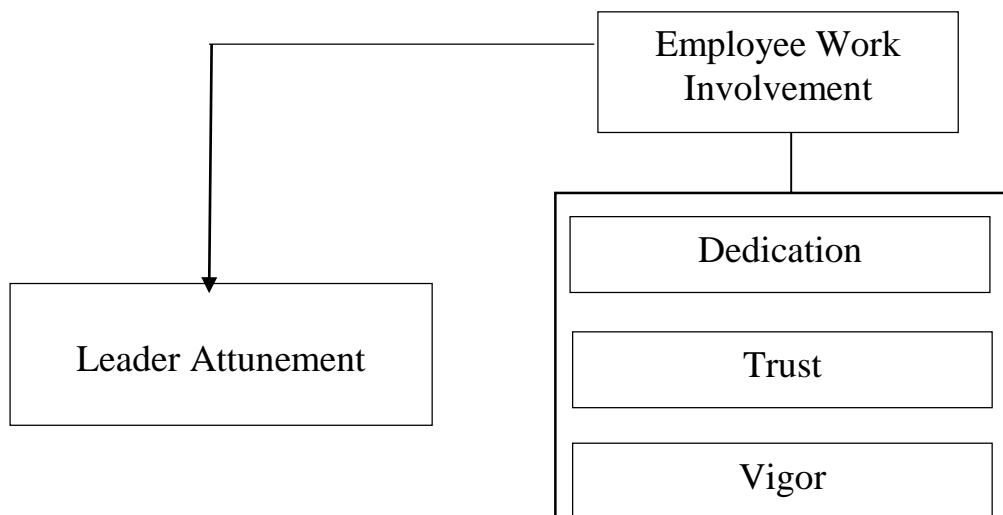 Employee Work
Involvement
Dedication
Leader Attunement
Trust
Vigor